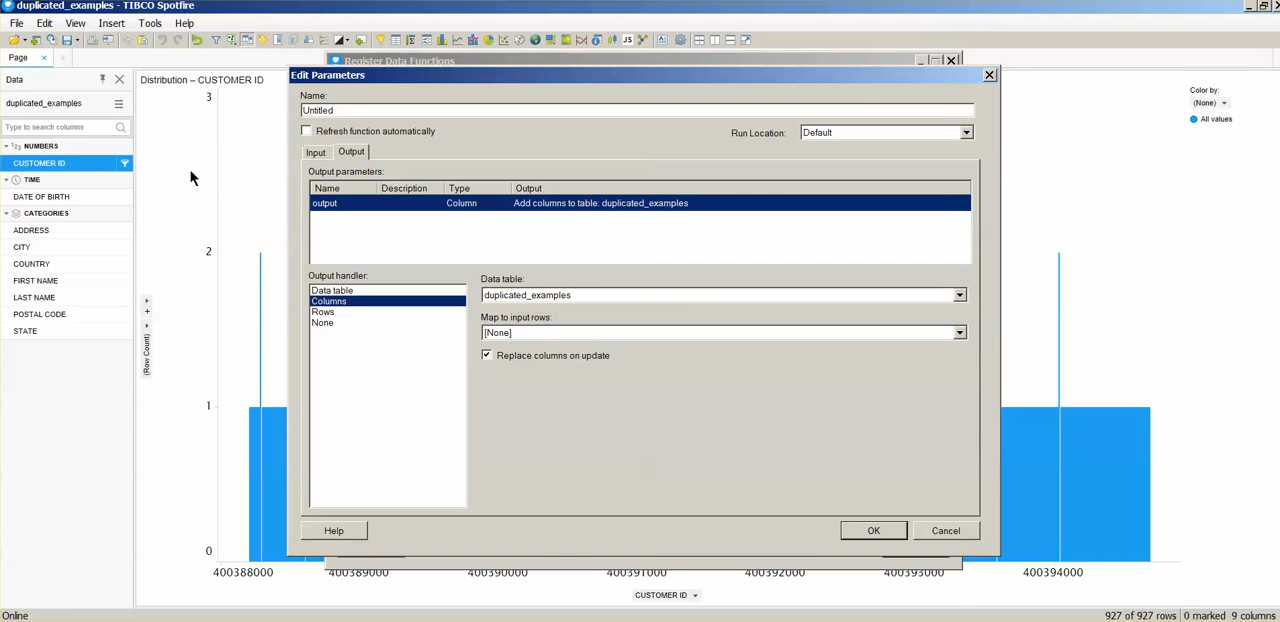 duplicated_examples - TIBCO Spotfire
File Edit View Insert Tools Help
Page
Data
duplicated_examples
Type to search columns
NUMBERS
CUSTOMER ID
TIME
DATE OF BIRTH
CATEGORIES
ADDRESS
CITY
COUNTRY
FIRST NAME
LAST NAME
POSTAL CODE
STATE
Distribution – CUSTOMER ID
3
2
1
0
(Row Count)
Register Data Functions
Edit Parameters
Name:
Untitled
Refresh function automatically
Run Location: Default
Input Output
Output parameters:
Name Description Type Output
output Column Add columns to table: duplicated_examples
Output handler:
Data table
Columns
Rows
None
Data table:
duplicated_examples
Map to input rows:
[None]
Replace columns on update
Help OK Cancel
400388000 400389000 400390000 400391000 400392000 400393000 400394000
CUSTOMER ID
Color by:
(None)
All values
Online 927 of 927 rows 0 marked 9 columns